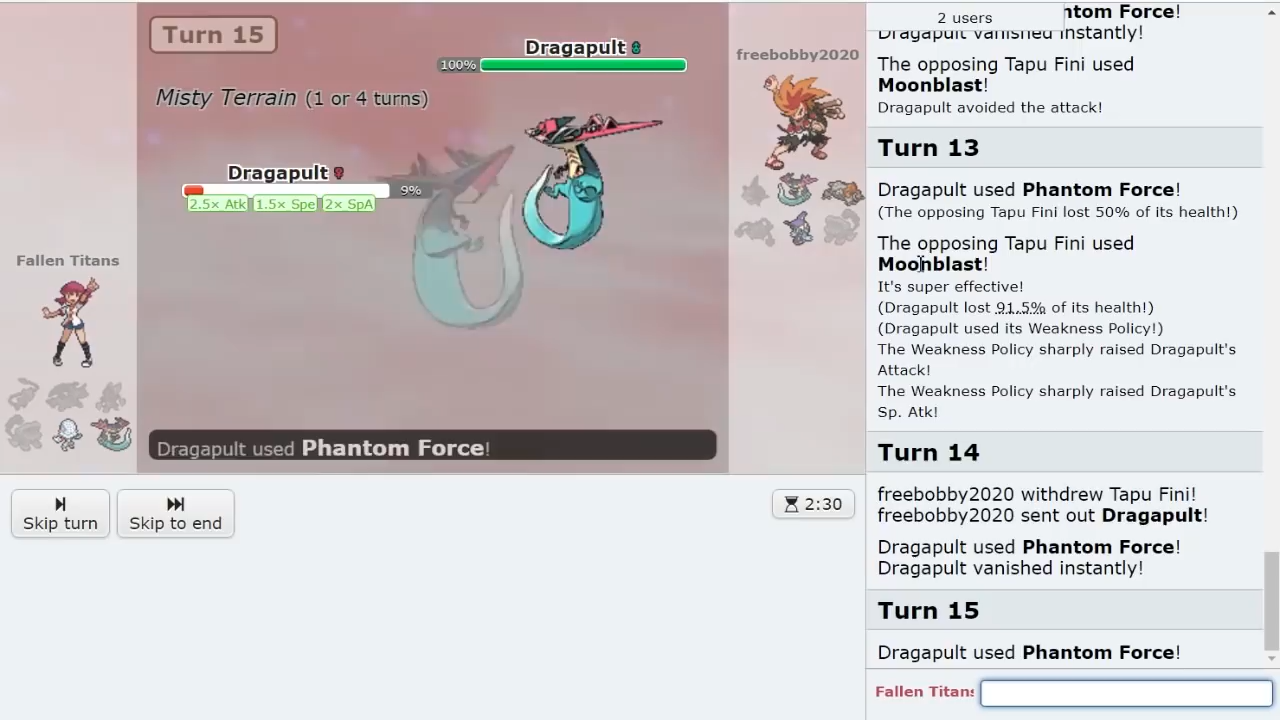 Turn 15
Dragapult
100%
Misty Terrain (1 or 4 turns)
Dragapult
9%
2.5× Atk 1.5× Spe 2× SpA
freebobby2020
Fallen Titans
Dragapult used Phantom Force!
Skip turn
Skip to end
2:30
2 users
ntom Force!
Dragapult vanished instantly!
The opposing Tapu Fini used
Moonblast!
Dragapult avoided the attack!
Turn 13
Dragapult used Phantom Force!
(The opposing Tapu Fini lost 50% of its health!)
The opposing Tapu Fini used
Moonblast!
It's super effective!
(Dragapult lost 91.5% of its health!)
(Dragapult used its Weakness Policy!)
The Weakness Policy sharply raised Dragapult's
Attack!
The Weakness Policy sharply raised Dragapult's
Sp. Atk!
Turn 14
freebobby2020 withdrew Tapu Fini!
freebobby2020 sent out Dragapult!
Dragapult used Phantom Force!
Dragapult vanished instantly!
Turn 15
Dragapult used Phantom Force!
Fallen Titans